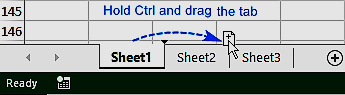 145 Hold Ctrl and drag the tab
146
Sheet1 Sheet2 Sheet3
Ready